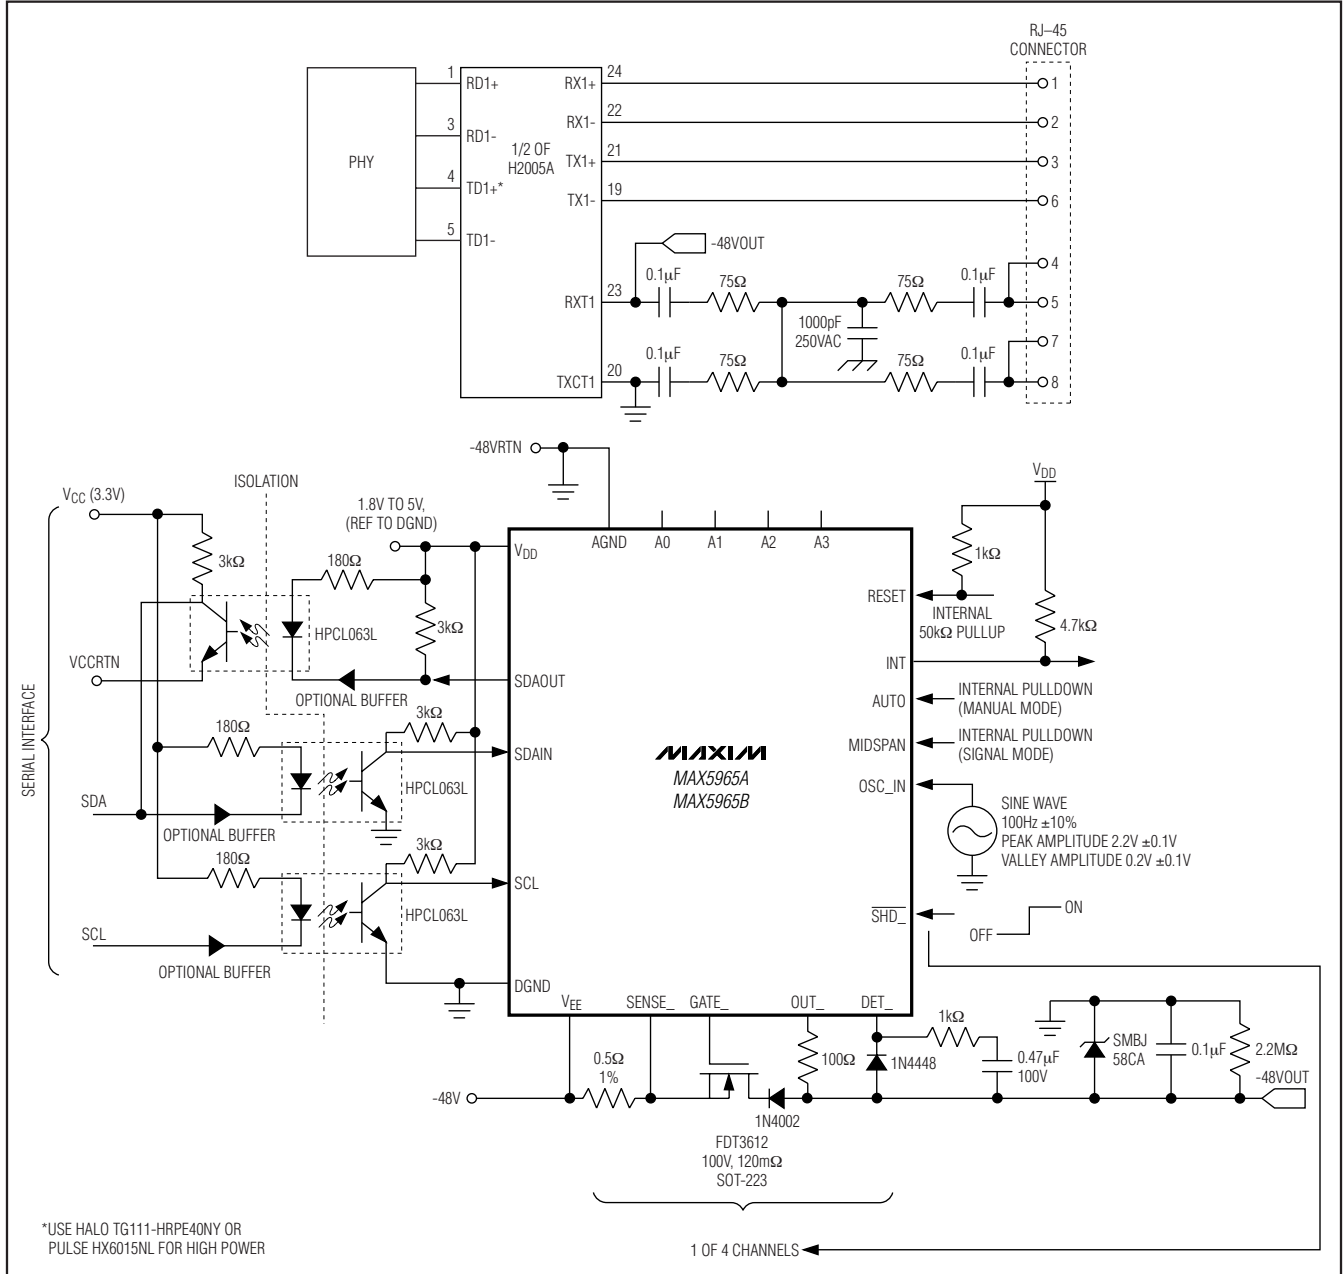 RJ–45
CONNECTOR
PHY
1
RD1+
3
RD1-
4
TD1+*
5
TD1-
1/2 OF
H2005A
RX1+
24
RX1-
22
TX1+
21
TX1-
19
RXT1
23
TXCT1
20
1
2
3
6
4
5
7
8
-48VOUT
0.1µF
75Ω
75Ω
0.1µF
1000pF
250VAC
0.1µF
75Ω
75Ω
0.1µF
-48VRTN
ISOLATION
VCC (3.3V)
1.8V TO 5V,
(REF TO DGND)
3kΩ
180Ω
HPCL063L
3kΩ
VCCRTN
OPTIONAL BUFFER
SERIAL INTERFACE
180Ω
3kΩ
HPCL063L
SDA
OPTIONAL BUFFER
180Ω
3kΩ
HPCL063L
SCL
OPTIONAL BUFFER
VDD
AGND
A0
A1
A2
A3
SDAOUT
SDAIN
SCL
DGND
MAXIM
MAX5965A
MAX5965B
RESET
INT
AUTO
MIDSPAN
OSC_IN
SHD_
VEE
SENSE_
GATE_
OUT_
DET_
VDD
1kΩ
INTERNAL
50kΩ PULLUP
4.7kΩ
INTERNAL PULLDOWN
(MANUAL MODE)
INTERNAL PULLDOWN
(SIGNAL MODE)
SINE WAVE
100Hz ±10%
PEAK AMPLITUDE 2.2V ±0.1V
VALLEY AMPLITUDE 0.2V ±0.1V
ON
OFF
-48V
0.5Ω
1%
FDT3612
100V, 120mΩ
SOT-223
1N4002
100Ω
1N4448
1kΩ
0.47µF
100V
SMBJ
58CA
0.1µF
2.2MΩ
-48VOUT
1 OF 4 CHANNELS
*USE HALO TG111-HRPE40NY OR
PULSE HX6015NL FOR HIGH POWER